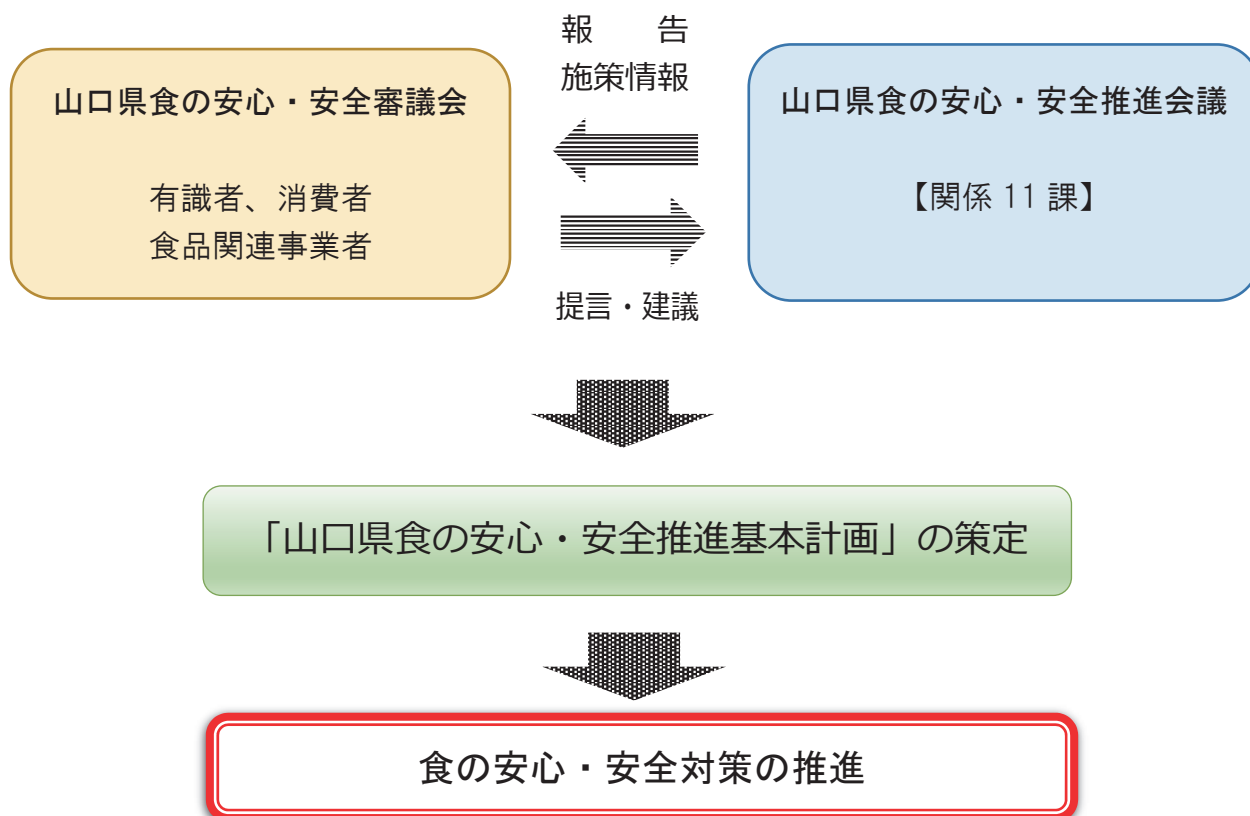 報　　告
施策情報
山口県食の安心・安全審議会
有識者、消費者
食品関連事業者
山口県食の安心・安全推進会議
【関係 11 課】
提言・建議
「山口県食の安心・安全推進基本計画」の策定
食の安心・安全対策の推進